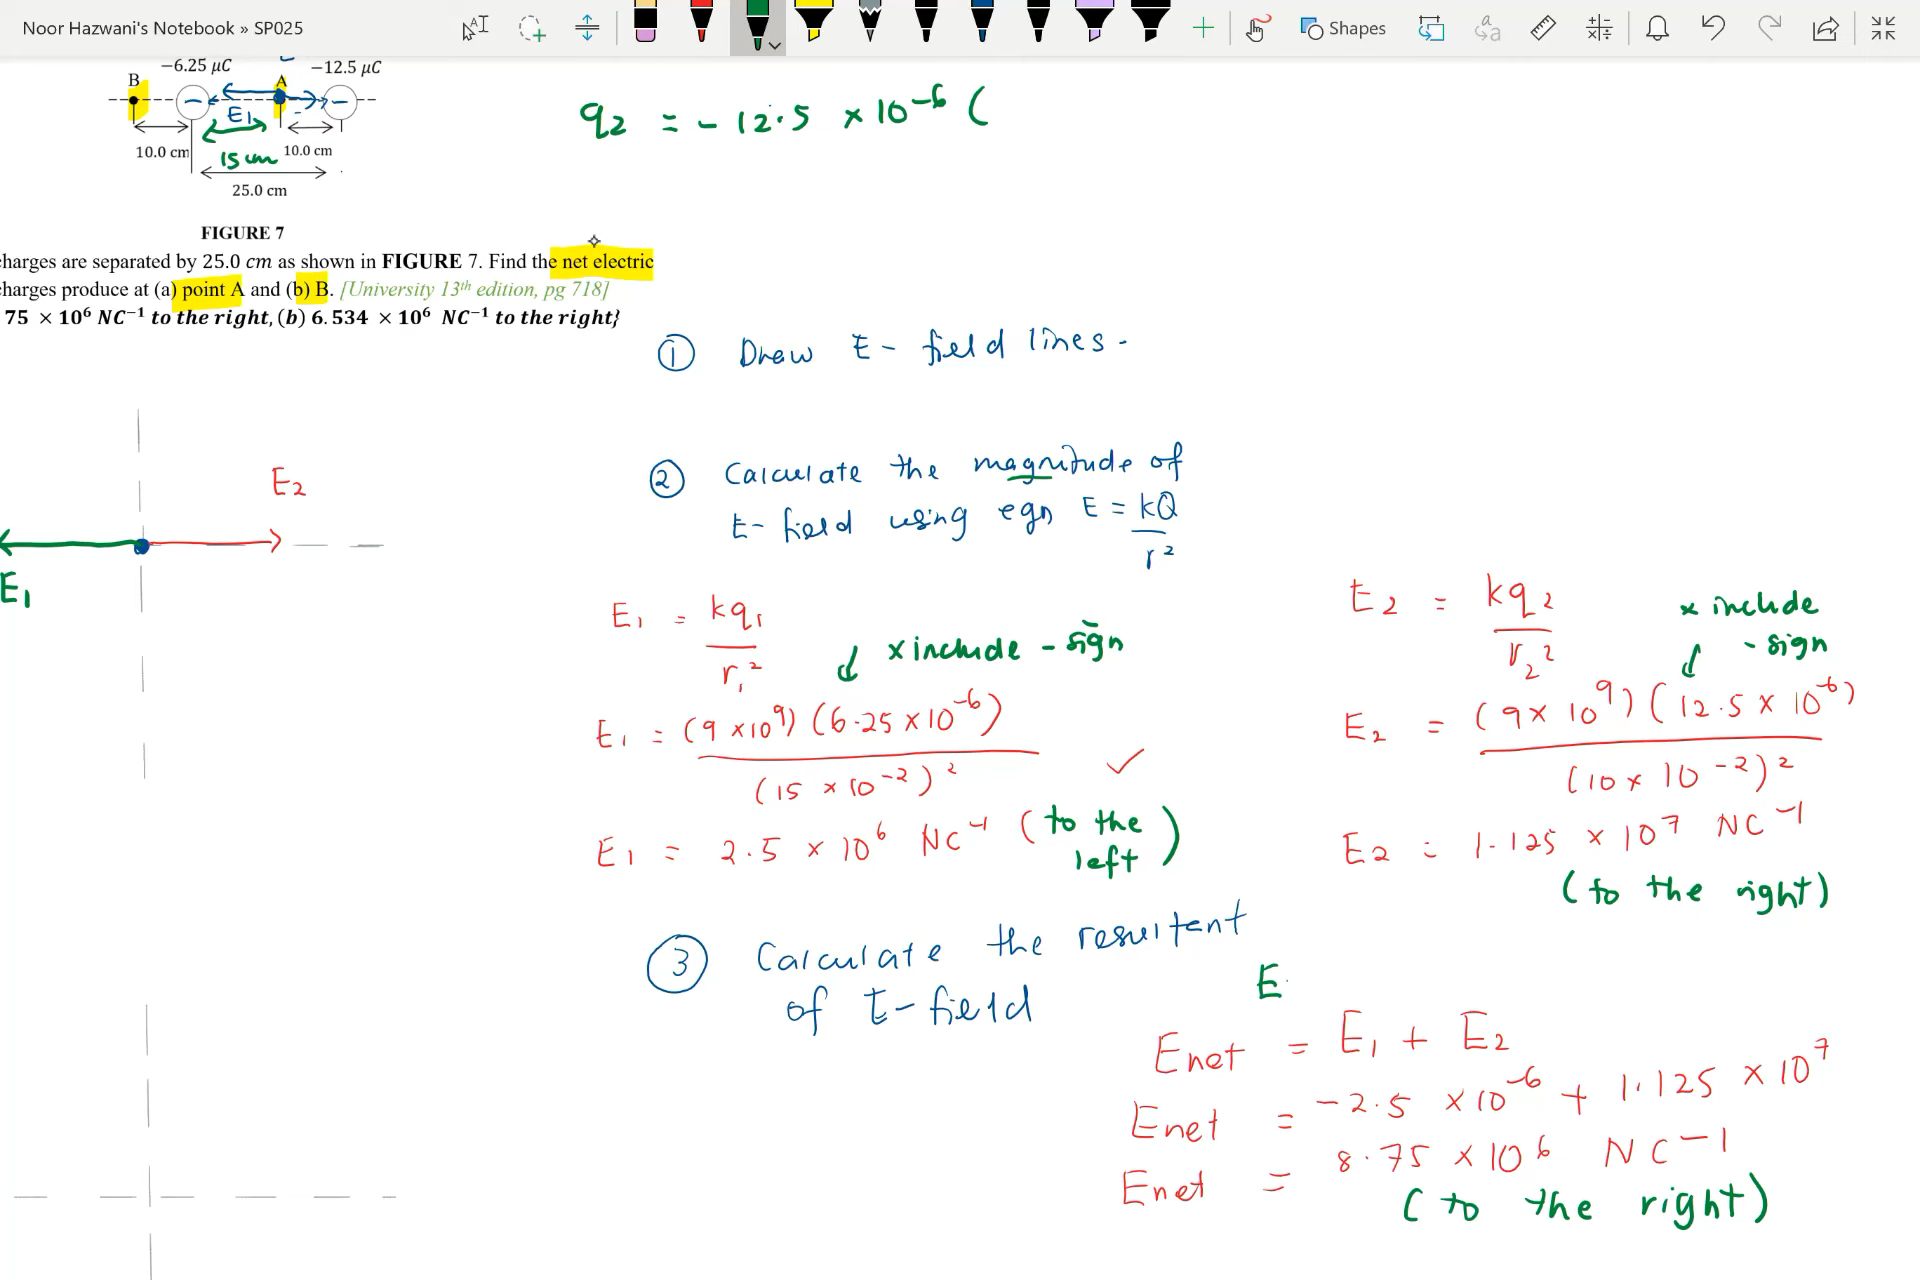 Noor Hazwani's Notebook » SP025
Shapes
−6.25 μC
−12.5 μC
B
A
E1
10.0 cm
15 cm
10.0 cm
25.0 cm
q2 = - 12.5 × 10-6 (
FIGURE 7
charges are separated by 25.0 cm as shown in FIGURE 7. Find the net electric
charges produce at (a) point A and (b) B. [University 13th edition, pg 718]
75 × 10⁶ NC⁻¹ to the right, (b) 6.534 × 10⁶ NC⁻¹ to the right}
① Draw E - field lines.
E2
E1
② Calculate the magnitude of
E- field using eqn E = kQ
r²
E1 = kq1
r1²
x include - sign
E1 = (9 × 10⁹) (6.25 × 10⁻⁶)
(15 × 10⁻²)²
E1 = 2.5 × 10⁶ NC⁻¹ (to the
left)
E2 = kq2
r2²
x include
- sign
E2 = (9 × 10⁹) (12.5 × 10⁻⁶)
(10 × 10⁻²)²
E2 = 1.125 × 10⁷ NC⁻¹
(to the right)
③ Calculate the resultant
of E- field
E
Enet = E1 + E2
Enet = -2.5 × 10⁻⁶ + 1.125 × 10⁷
Enet = 8.75 × 10⁶ NC⁻¹
(to the right)